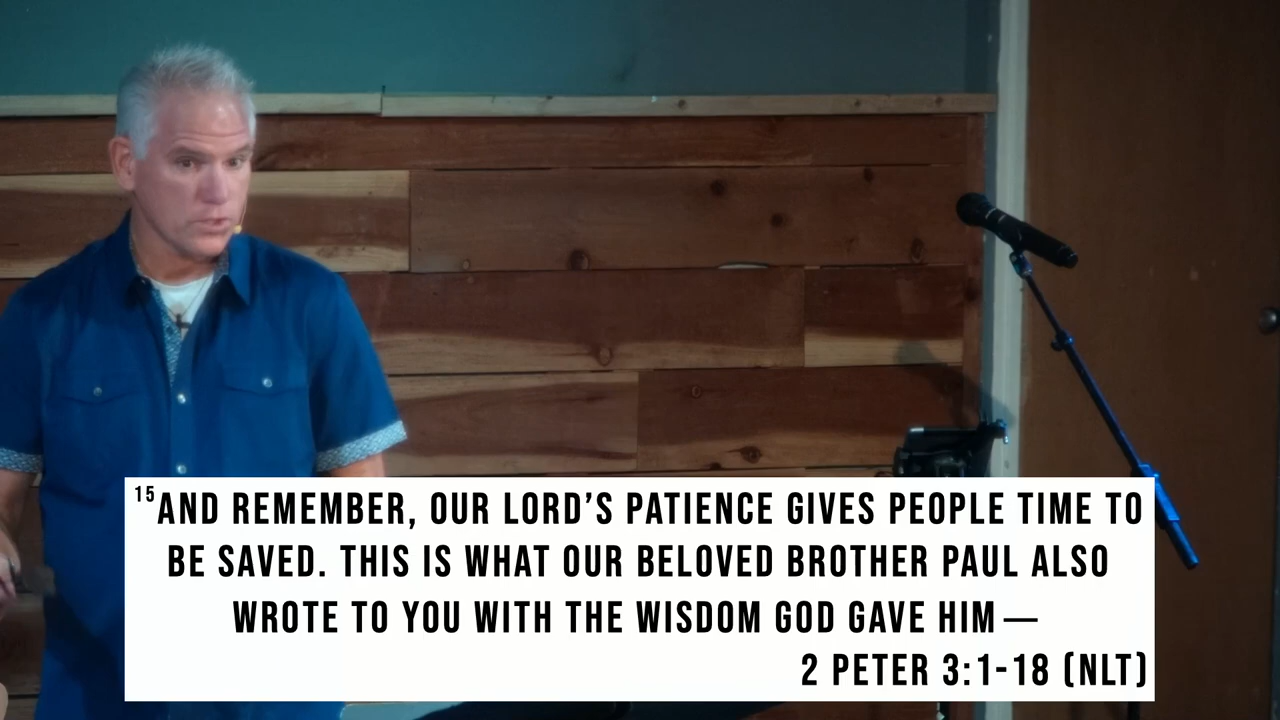 15AND REMEMBER, OUR LORD’S PATIENCE GIVES PEOPLE TIME TO
BE SAVED. THIS IS WHAT OUR BELOVED BROTHER PAUL ALSO
WROTE TO YOU WITH THE WISDOM GOD GAVE HIM—
2 PETER 3:1-18 (NLT)